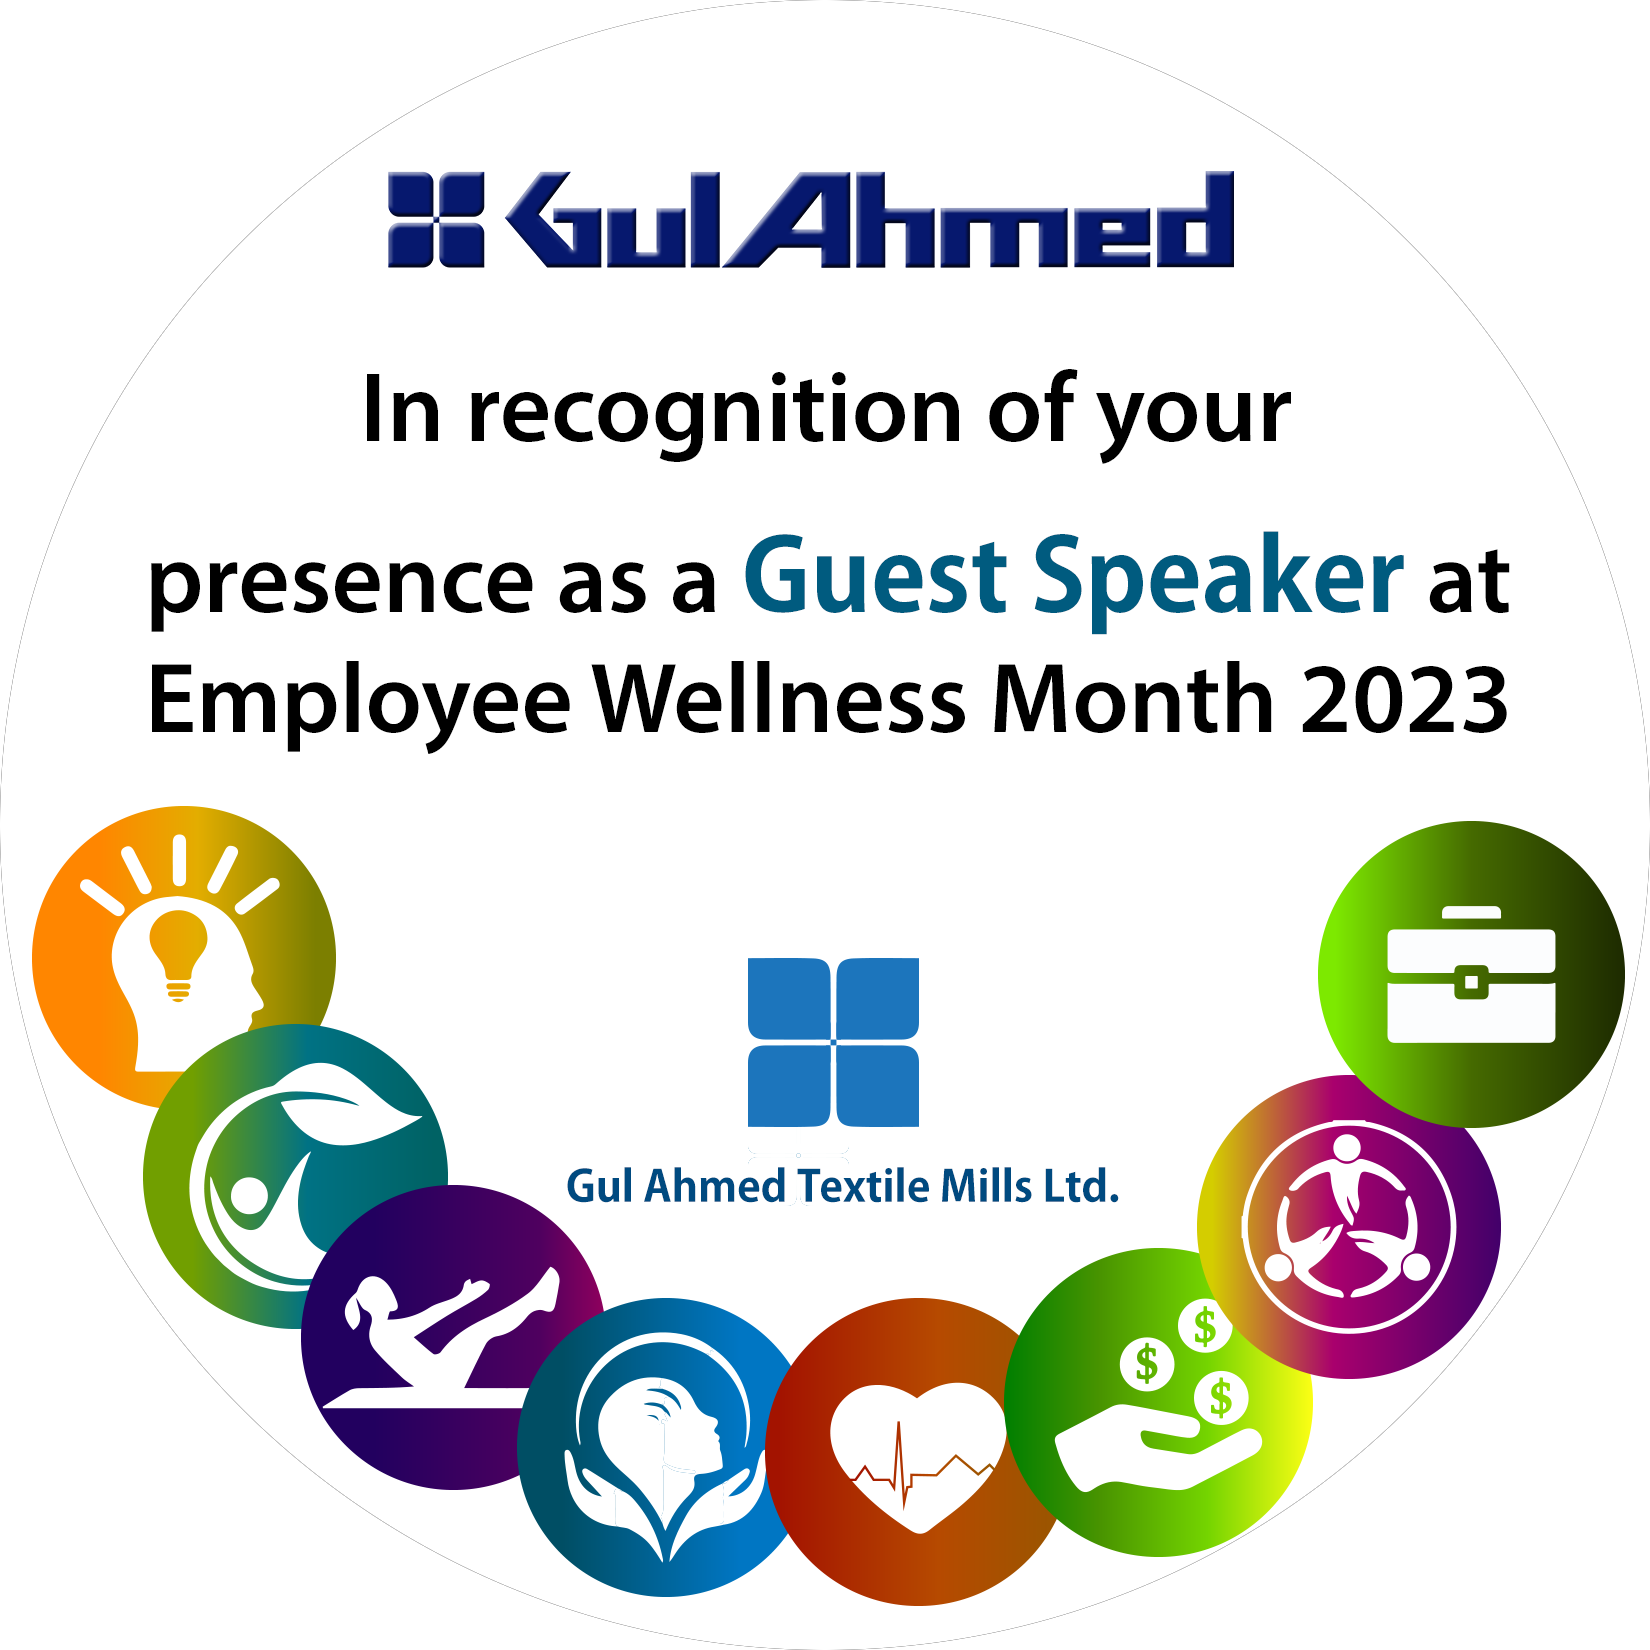 GulAhmed
In recognition of your
presence as a Guest Speaker at
Employee Wellness Month 2023
Gul Ahmed Textile Mills Ltd.
$
$
$